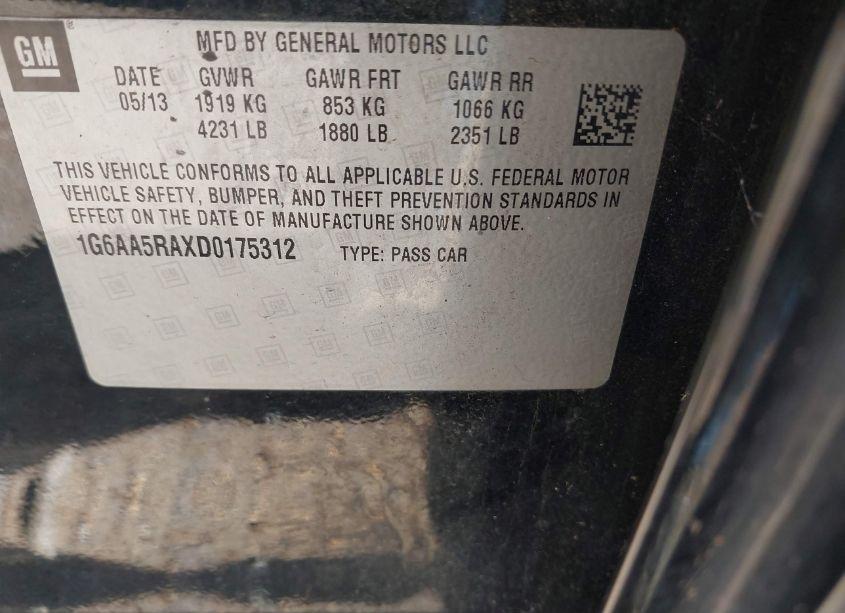 GM
MFD BY GENERAL MOTORS LLC
DATE GVWR GAWR FRT GAWR RR
05/13 1919 KG 853 KG 1066 KG
4231 LB 1880 LB 2351 LB
THIS VEHICLE CONFORMS TO ALL APPLICABLE U.S. FEDERAL MOTOR
VEHICLE SAFETY, BUMPER, AND THEFT PREVENTION STANDARDS IN
EFFECT ON THE DATE OF MANUFACTURE SHOWN ABOVE.
1G6AA5RAXD0175312 TYPE: PASS CAR